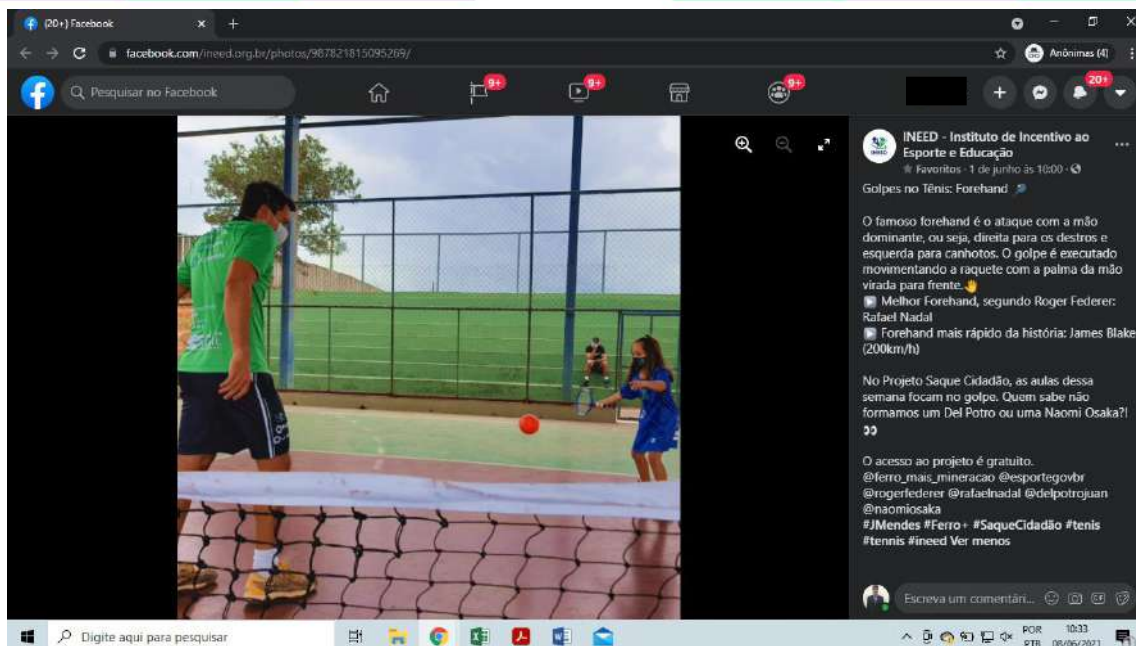 (20+) Facebook
facebook.com/ineed.org.br/photos/987821815095269/
Anônimas (4)
Pesquisar no Facebook
9+
9+
9+
20+
INEED - Instituto de Incentivo ao
Esporte e Educação
Favoritos · 1 de junho às 10:00 ·
Golpes no Tênis: Forehand
O famoso forehand é o ataque com a mão
dominante, ou seja, direita para os destros e
esquerda para canhotos. O golpe é executado
movimentando a raquete com a palma da mão
virada para frente.
Melhor Forehand, segundo Roger Federer:
Rafael Nadal
Forehand mais rápido da história: James Blake
(200km/h)
No Projeto Saque Cidadão, as aulas dessa
semana focam no golpe. Quem sabe não
formamos um Del Potro ou uma Naomi Osaka?!
O acesso ao projeto é gratuito.
@ferro_mais_mineracao @esportegovbr
@rogerfederer @rafaelnadal @delpotrojuan
@naomiosaka
#JMendes #Ferro+ #SaqueCidadão #tenis
#tennis #ineed Ver menos
Escreva um comentári...
Digite aqui para pesquisar
POR
PTB
10:33
08/06/2021